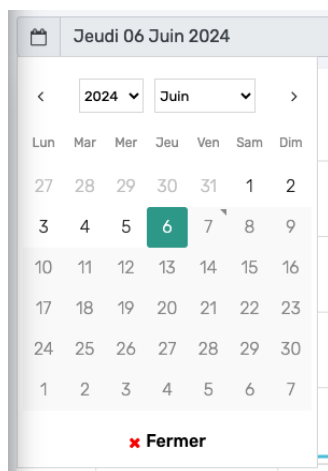 Jeudi 06 Juin 2024
2024 Juin
Lun Mar Mer Jeu Ven Sam Dim
27 28 29 30 31 1 2
3 4 5 6 7 8 9
10 11 12 13 14 15 16
17 18 19 20 21 22 23
24 25 26 27 28 29 30
1 2 3 4 5 6 7
Fermer